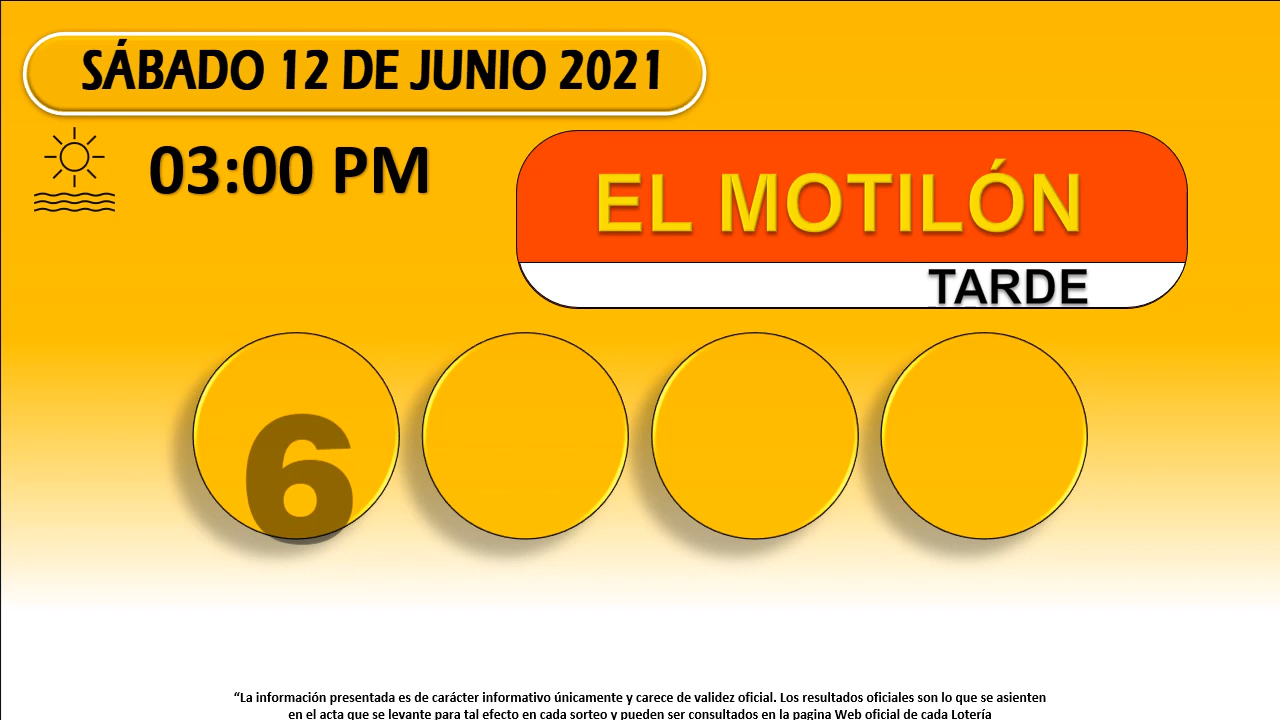 SÁBADO 12 DE JUNIO 2021
03:00 PM
EL MOTILÓN
TARDE
6
“La información presentada es de carácter informativo únicamente y carece de validez oficial. Los resultados oficiales son lo que se asienten
en el acta que se levante para tal efecto en cada sorteo y pueden ser consultados en la pagina Web oficial de cada Lotería